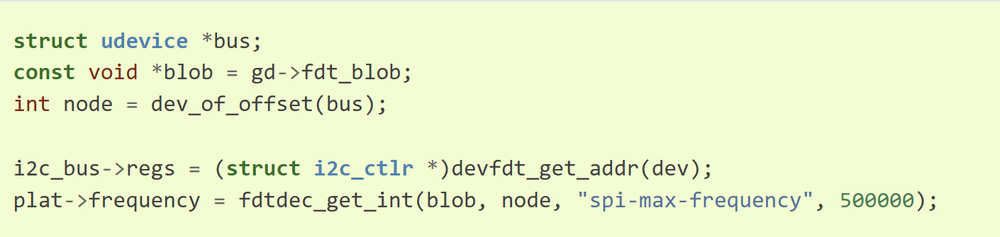 struct udevice *bus;
const void *blob = gd->fdt_blob;
int node = dev_of_offset(bus);
i2c_bus->regs = (struct i2c_ctlr *)devfdt_get_addr(dev);
plat->frequency = fdtdec_get_int(blob, node, "spi-max-frequency", 500000);